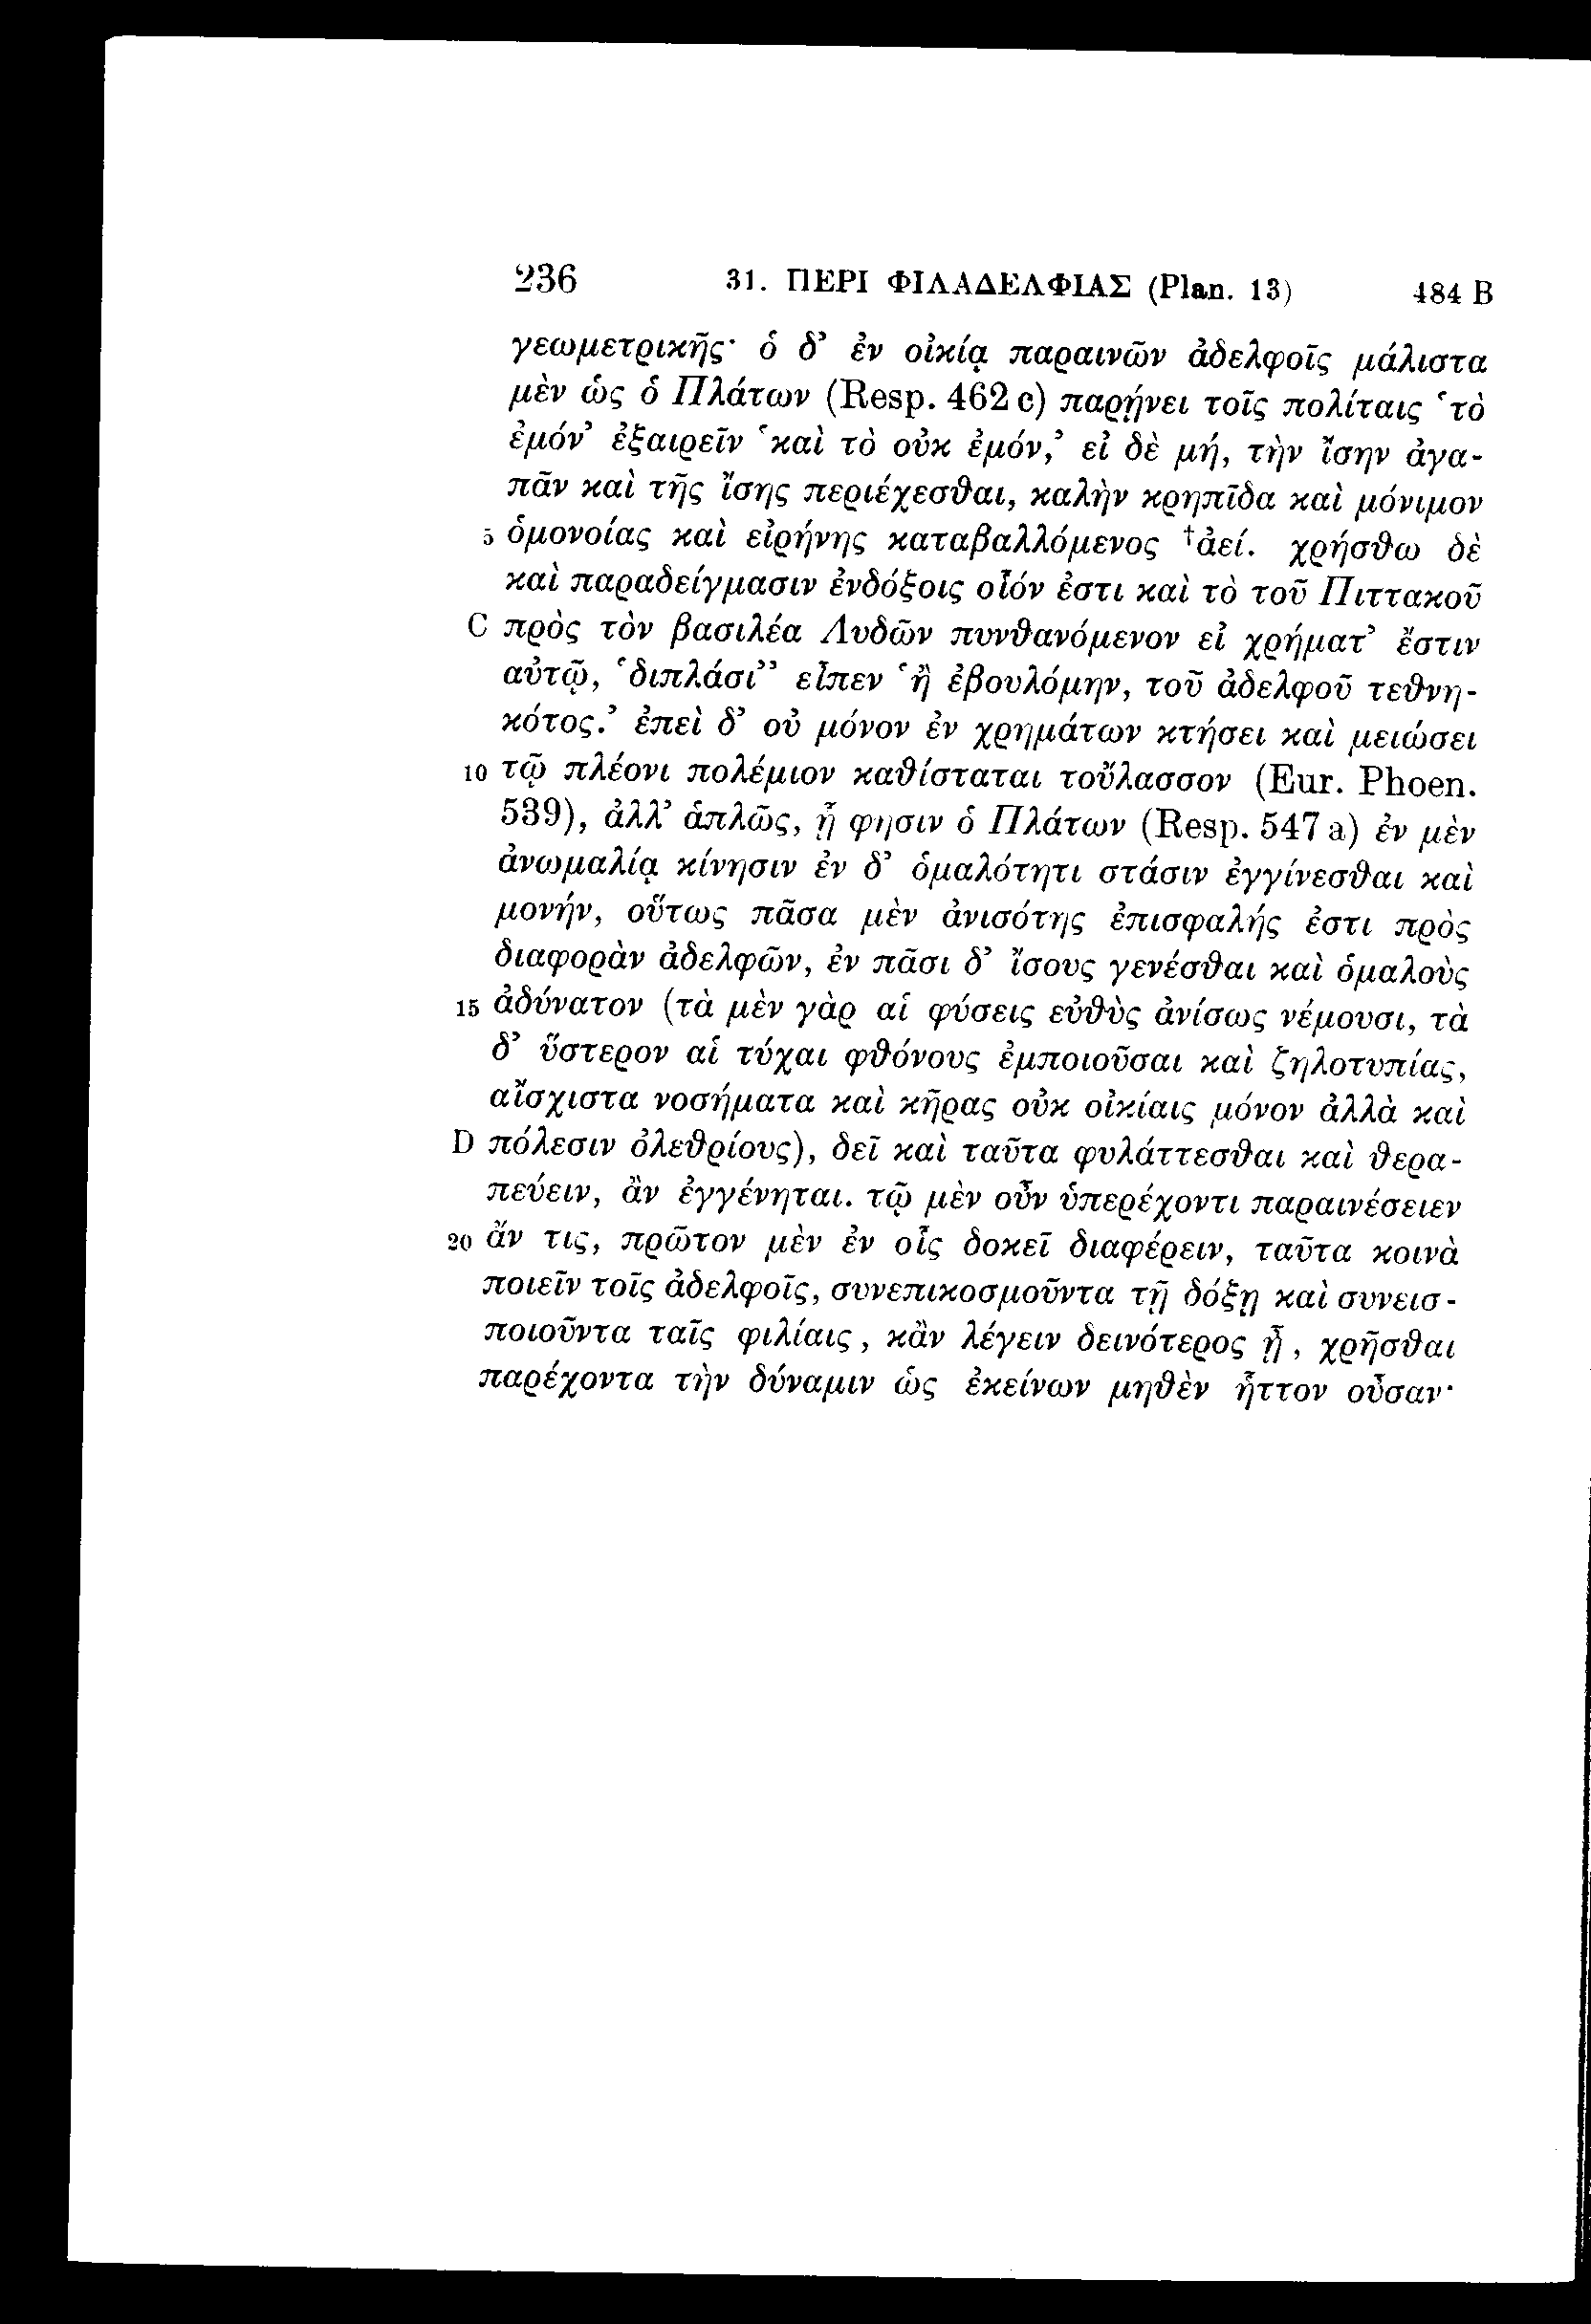 236 31. ΠΕΡΙ ΦΙΛΑΔΕΛΦΙΑΣ (Plan. 13) 484 B
γεωμετρικῆς· ὁ δ’ ἐν οἰκίᾳ παραινῶν ἀδελφοῖς μάλιστα
μὲν ὡς ὁ Πλάτων (Resp. 462 c) παρῄνει τοῖς πολίταις ‘τὸ
ἐμόν’ ἐξαιρεῖν ‘καὶ τὸ οὐκ ἐμόν,’ εἰ δὲ μή, τὴν ἴσην ἀγα-
πᾶν καὶ τῆς ἴσης περιέχεσθαι, καλὴν κρηπῖδα καὶ μόνιμον
5 ὁμονοίας καὶ εἰρήνης καταβαλλόμενος †ἀεί. χρήσθω δὲ
καὶ παραδείγμασιν ἐνδόξοις οἷόν ἐστι καὶ τὸ τοῦ Πιττακοῦ
C πρὸς τὸν βασιλέα Λυδῶν πυνθανόμενον εἰ χρήματ’ ἔστιν
αὐτῷ, ‘διπλάσι’’ εἶπεν ‘ἢ ἐβουλόμην, τοῦ ἀδελφοῦ τεθνη-
κότος.’ ἐπεὶ δ’ οὐ μόνον ἐν χρημάτων κτήσει καὶ μειώσει
10 τῷ πλέονι πολέμιον καθίσταται τοὔλασσον (Eur. Phoen.
539), ἀλλ’ ἁπλῶς, ᾗ φησιν ὁ Πλάτων (Resp. 547 a) ἐν μὲν
ἀνωμαλίᾳ κίνησιν ἐν δ’ ὁμαλότητι στάσιν ἐγγίνεσθαι καὶ
μονήν, οὕτως πᾶσα μὲν ἀνισότης ἐπισφαλής ἐστι πρὸς
διαφορὰν ἀδελφῶν, ἐν πᾶσι δ’ ἴσους γενέσθαι καὶ ὁμαλοὺς
15 ἀδύνατον (τὰ μὲν γὰρ αἱ φύσεις εὐθὺς ἀνίσως νέμουσι, τὰ
δ’ ὕστερον αἱ τύχαι φθόνους ἐμποιοῦσαι καὶ ζηλοτυπίας,
αἴσχιστα νοσήματα καὶ κῆρας οὐκ οἰκίαις μόνον ἀλλὰ καὶ
D πόλεσιν ὀλεθρίους), δεῖ καὶ ταῦτα φυλάττεσθαι καὶ θερα-
πεύειν, ἂν ἐγγένηται. τῷ μὲν οὖν ὑπερέχοντι παραινέσειεν
20 ἄν τις, πρῶτον μὲν ἐν οἷς δοκεῖ διαφέρειν, ταῦτα κοινὰ
ποιεῖν τοῖς ἀδελφοῖς, συνεπικοσμοῦντα τῇ δόξῃ καὶ συνεισ-
ποιοῦντα ταῖς φιλίαις, κἂν λέγειν δεινότερος ᾖ, χρῆσθαι
παρέχοντα τὴν δύναμιν ὡς ἐκείνων μηθὲν ἧττον οὖσαν·